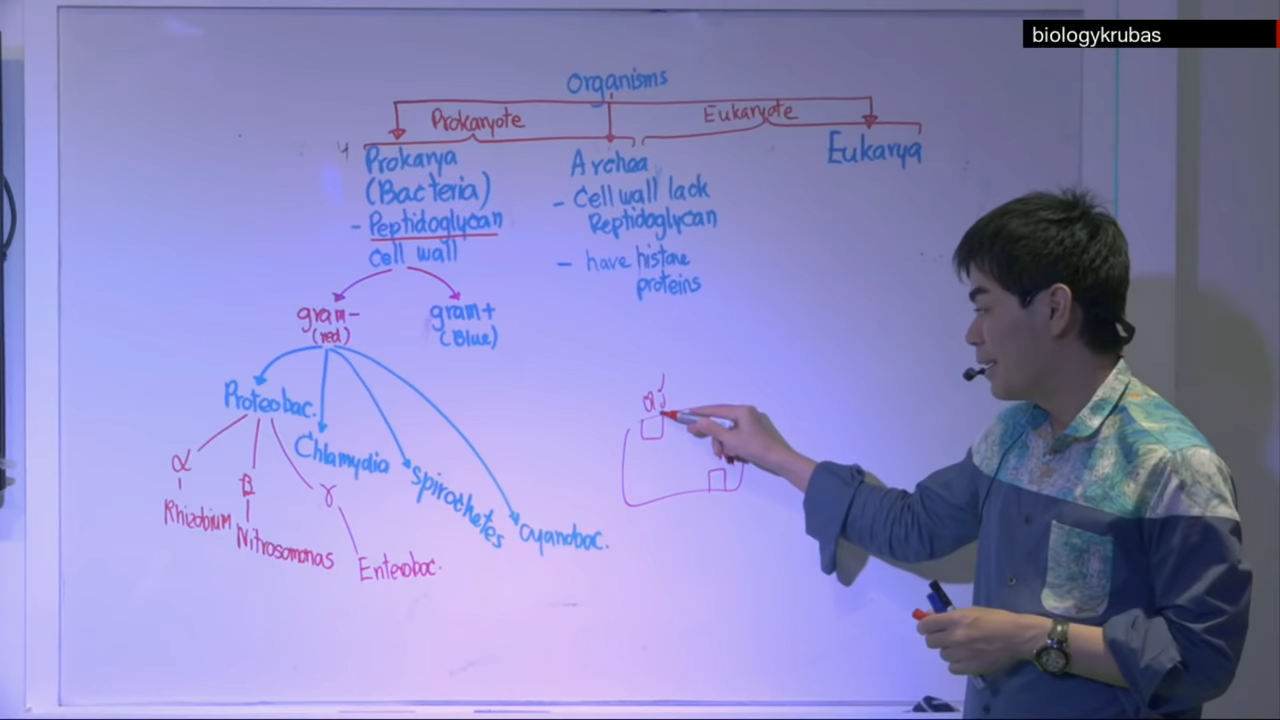 biologykrubas
Organisms
Prokaryote
Eukaryote
Prokarya
(Bacteria)
- Peptidoglycan
cell wall
Archea
- Cell wall lack
Peptidoglycan
- have histone
proteins
Eukarya
gram-
(red)
gram+
(Blue)
Proteobac.
Chlamydia
Spirochetes
Cyanobac.
α
Rhizobium
β
Nitrosomonas
γ
Enterobac.